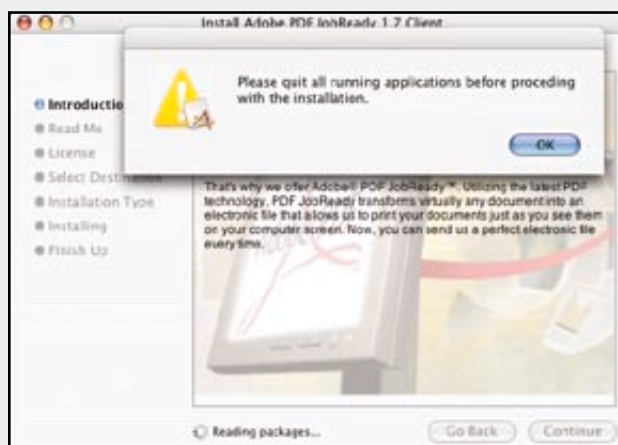 Install Adobe PDF JobReady 1.7 Client
Please quit all running applications before proceding
with the installation.
OK
Introductio
Read Me
License
Select Destination
Installation Type
Installing
Finish Up
That's why we offer Adobe® PDF JobReady™. Utilizing the latest PDF
technology, PDF JobReady transforms virtually any document into an
electronic file that allows us to print your documents just as you see them
on your computer screen. Now, you can send us a perfect electronic file
every time.
Reading packages...
Go Back
Continue